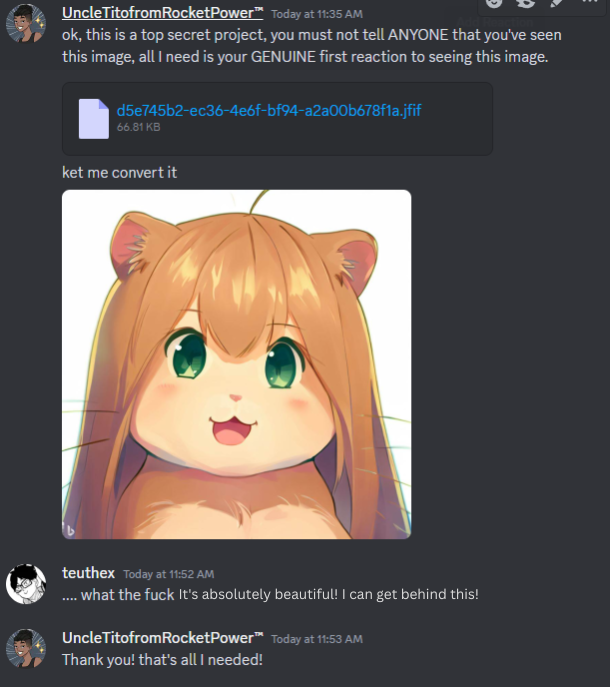 UncleTitofromRocketPower™ Today at 11:35 AM
ok, this is a top secret project, you must not tell ANYONE that you've seen
this image, all I need is your GENUINE first reaction to seeing this image.
d5e745b2-ec36-4e6f-bf94-a2a00b678f1a.jfif
66.81 KB
ket me convert it
b
teuthex Today at 11:52 AM
.... what the fuck It's absolutely beautiful! I can get behind this!
UncleTitofromRocketPower™ Today at 11:53 AM
Thank you! that's all I needed!